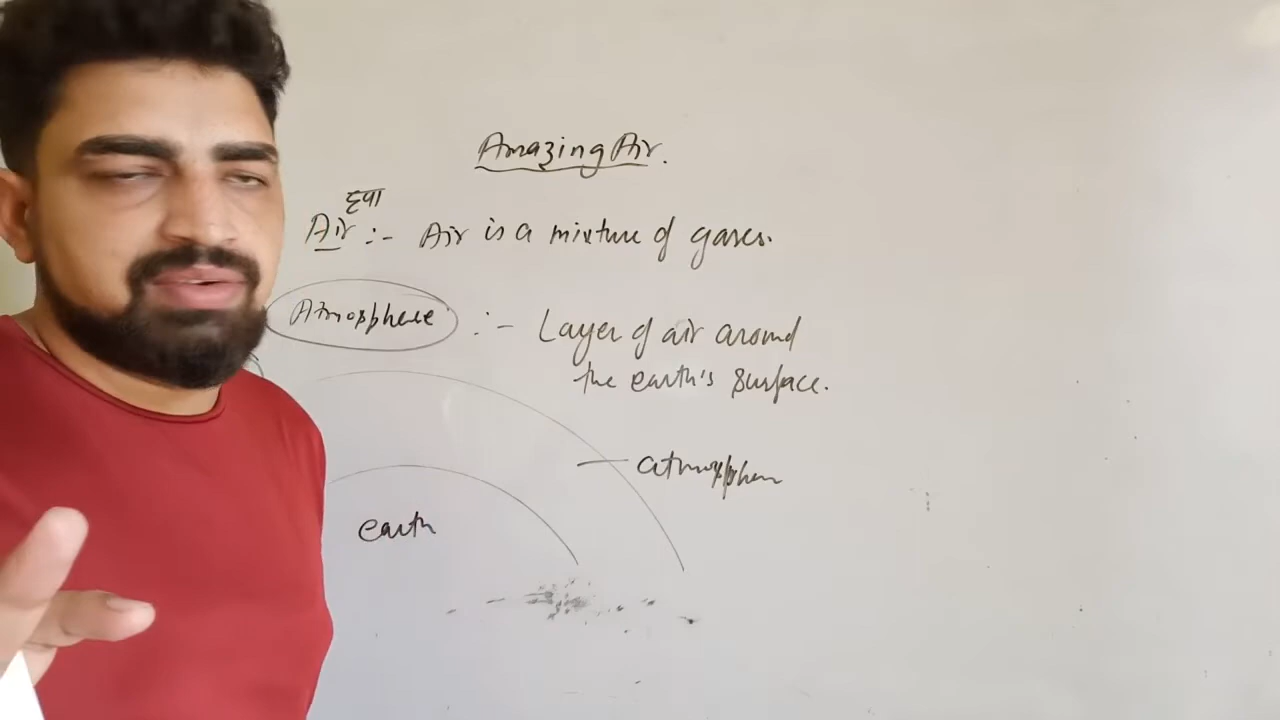 Amazing Air.
हवा
Air :- Air is a mixture of gases.
Atmosphere :- Layer of air around
the earth's surface.
atmosphere
earth